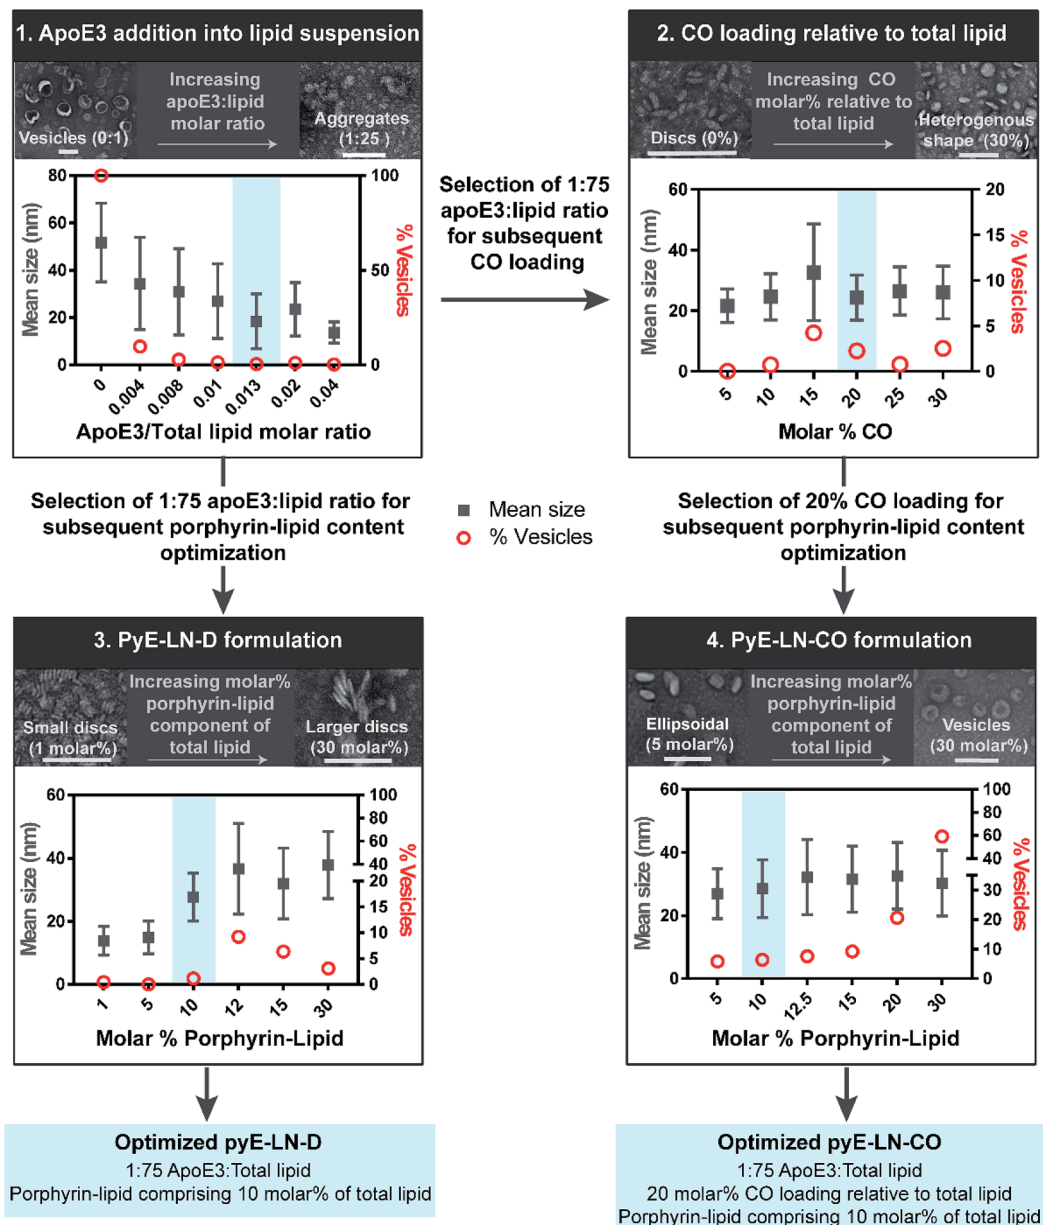 1. ApoE3 addition into lipid suspension
Increasing
apoE3:lipid
molar ratio
Vesicles (0:1)
Aggregates
(1:25 )
80
60
40
20
0
Mean size (nm)
100
50
0
% Vesicles
0
0.004
0.008
0.01
0.013
0.02
0.04
ApoE3/Total lipid molar ratio
Selection of 1:75
apoE3:lipid ratio
for subsequent
CO loading
2. CO loading relative to total lipid
Increasing CO
molar% relative to
total lipid
Discs (0%)
Heterogenous
shape (30%)
60
40
20
0
Mean size (nm)
20
15
10
5
0
% Vesicles
5
10
15
20
25
30
Molar % CO
Selection of 1:75 apoE3:lipid ratio for
subsequent porphyrin-lipid content
optimization
Mean size
% Vesicles
Selection of 20% CO loading for
subsequent porphyrin-lipid content
optimization
3. PyE-LN-D formulation
Increasing molar%
porphyrin-lipid
component of
total lipid
Small discs
(1 molar%)
Larger discs
(30 molar%)
60
40
20
0
Mean size (nm)
100
80
60
40
20
15
10
5
0
% Vesicles
1
5
10
12
15
30
Molar % Porphyrin-Lipid
4. PyE-LN-CO formulation
Increasing molar%
porphyrin-lipid
component of
total lipid
Ellipsoidal
(5 molar%)
Vesicles
(30 molar%)
60
40
20
0
Mean size (nm)
100
80
60
40
30
20
10
0
% Vesicles
5
10
12.5
15
20
30
Molar % Porphyrin-Lipid
Optimized pyE-LN-D
1:75 ApoE3:Total lipid
Porphyrin-lipid comprising 10 molar% of total lipid
Optimized pyE-LN-CO
1:75 ApoE3:Total lipid
20 molar% CO loading relative to total lipid
Porphyrin-lipid comprising 10 molar% of total lipid